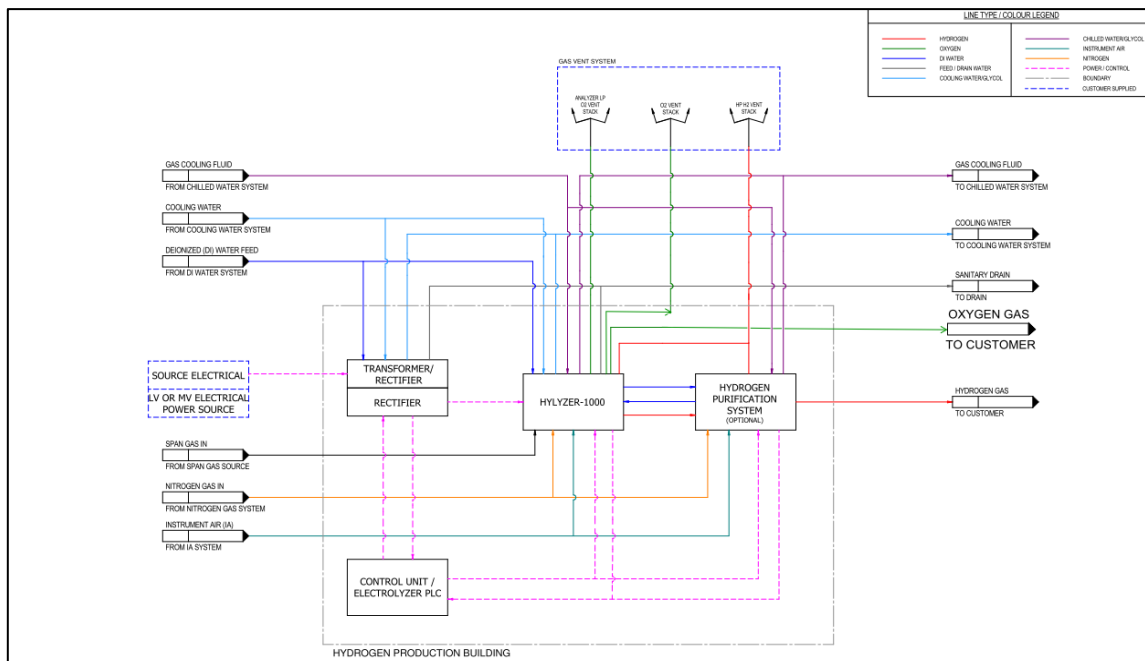 LINE TYPE / COLOUR LEGEND
HYDROGEN
OXYGEN
DI WATER
FEED / DRAIN WATER
COOLING WATER/GLYCOL
CHILLED WATER/GLYCOL
INSTRUMENT AIR
NITROGEN
POWER / CONTROL
BOUNDARY
CUSTOMER SUPPLIED
GAS VENT SYSTEM
ANALYZER LP
O2 VENT
STACK
O2 VENT
STACK
HP H2 VENT
STACK
GAS COOLING FLUID
FROM CHILLED WATER SYSTEM
COOLING WATER
FROM COOLING WATER SYSTEM
DEIONIZED (DI) WATER FEED
FROM DI WATER SYSTEM
GAS COOLING FLUID
TO CHILLED WATER SYSTEM
COOLING WATER
TO COOLING WATER SYSTEM
SANITARY DRAIN
TO DRAIN
OXYGEN GAS
TO CUSTOMER
SOURCE ELECTRICAL
LV OR MV ELECTRICAL
POWER SOURCE
TRANSFORMER/
RECTIFIER
RECTIFIER
HYLYZER-1000
HYDROGEN
PURIFICATION
SYSTEM
(OPTIONAL)
HYDROGEN GAS
TO CUSTOMER
SPAN GAS IN
FROM SPAN GAS SOURCE
NITROGEN GAS IN
FROM NITROGEN GAS SYSTEM
INSTRUMENT AIR (IA)
FROM IA SYSTEM
CONTROL UNIT /
ELECTROLYZER PLC
HYDROGEN PRODUCTION BUILDING